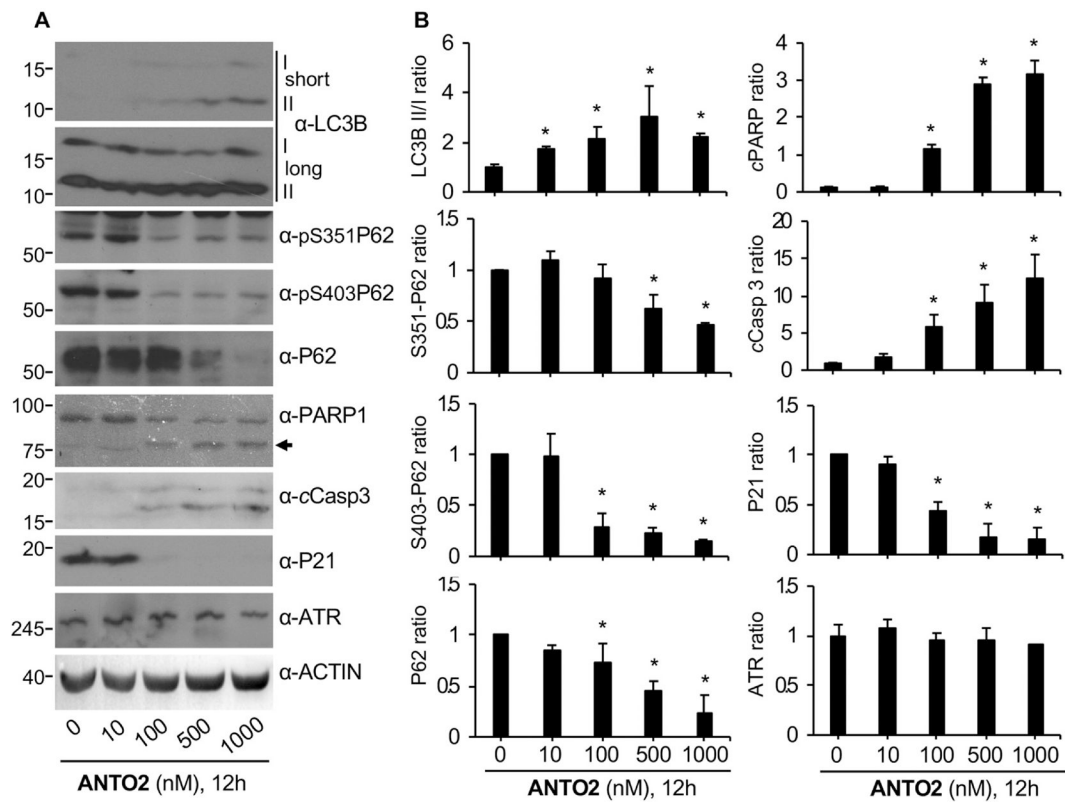 A
15-
10-
I
short
II
α-LC3B
15-
10-
I
long
II
50-
α-pS351P62
50-
α-pS403P62
50-
α-P62
100-
75-
α-PARP1
20-
15-
α-cCasp3
20-
α-P21
245-
α-ATR
40-
α-ACTIN
0 10 100 500 1000
ANTO2 (nM), 12h
B
LC3B II/I ratio
6
4
2
0
* * * *
cPARP ratio
4
3
2
1
0
* * *
S351-P62 ratio
1.5
1
0.5
0
* *
cCasp 3 ratio
20
15
10
5
0
* * *
S403-P62 ratio
1.5
1
0.5
0
* * *
P21 ratio
1.5
1
0.5
0
* * *
P62 ratio
1.5
1
0.5
0
* * *
0 10 100 500 1000
ANTO2 (nM), 12h
ATR ratio
1.5
1
0.5
0
0 10 100 500 1000
ANTO2 (nM), 12h